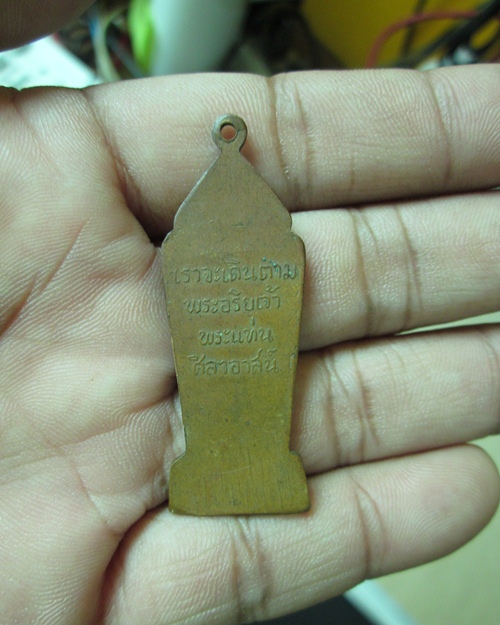 เราจะเดินตาม
พระอริยเจ้า
พระแท่น
ศิลาอาสน์